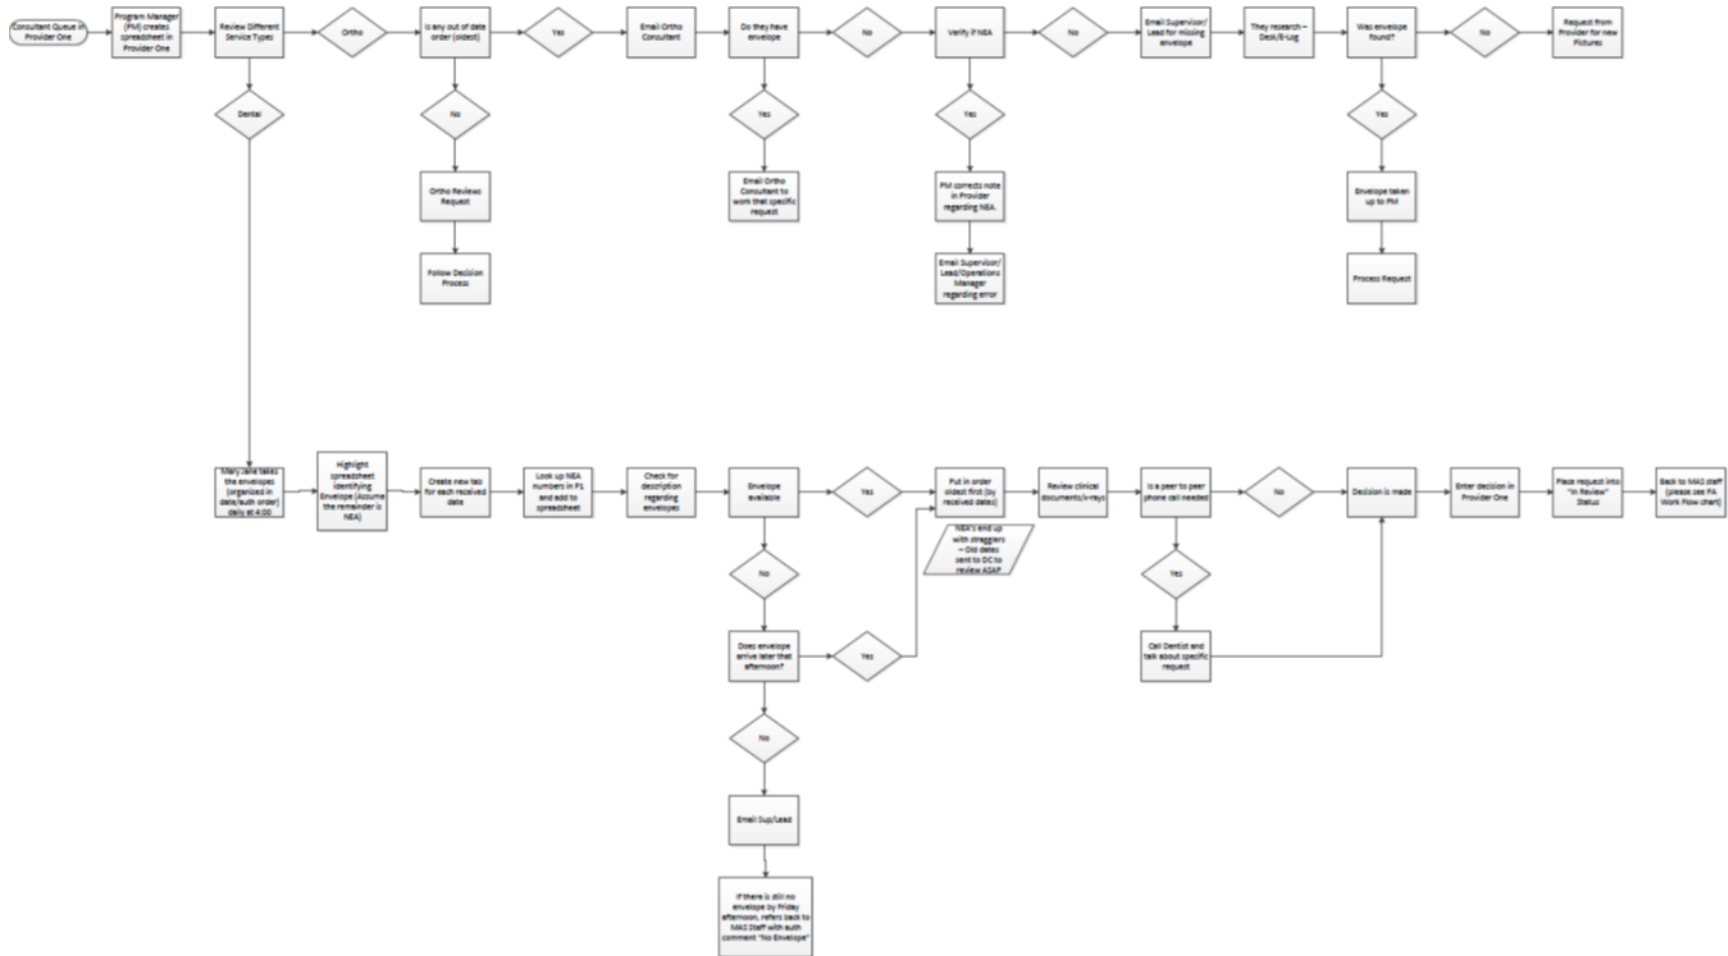 Consultant Queue in
Provider One
Program Manager
(PM) creates
spreadsheet in
Provider One
Review Different
Service Types
Ortho
Is any out of date
order (oldest)
Yes
Email Ortho
Consultant
Do they have
envelope
No
Verify if NEA
No
Email Supervisor/
Lead for missing
envelope
They research –
Desk/E-Log
Was envelope
found?
No
Request from
Provider for new
Pictures
Dental
No
Yes
Yes
Yes
Ortho Reviews
Request
Email Ortho
Consultant to
work that specific
request
PM corrects note
in Provider
regarding NEA.
Envelope taken
up to PM
Follow Decision
Process
Email Supervisor/
Lead/Operations
Manager
regarding error
Process Request
Mary Jane takes
the envelopes
(organized in
date/auth order)
daily at 4:00
Highlight
spreadsheet
identifying
Envelope (Assume
the remainder is
NEA)
Create new tab
for each received
date
Look up NEA
numbers in P1
and add to
spreadsheet
Check for
description
regarding
envelopes
Envelope
available
Yes
Put in order
oldest first (by
received dates)
Review clinical
documents/x-rays
Is a peer to peer
phone call needed
No
Decision is made
Enter decision in
Provider One
Place request into
"In Review"
Status
Back to MAS staff
(please see PA
Work Flow chart)
NEA's end up
with stragglers
– Old dates
sent to DC to
review ASAP
No
Yes
Does envelope
arrive later that
afternoon?
Yes
Call Dentist and
talk about specific
request
No
Email Sup/Lead
If there is still no
envelope by Friday
afternoon, refers back to
MAS Staff with auth
comment "No Envelope"